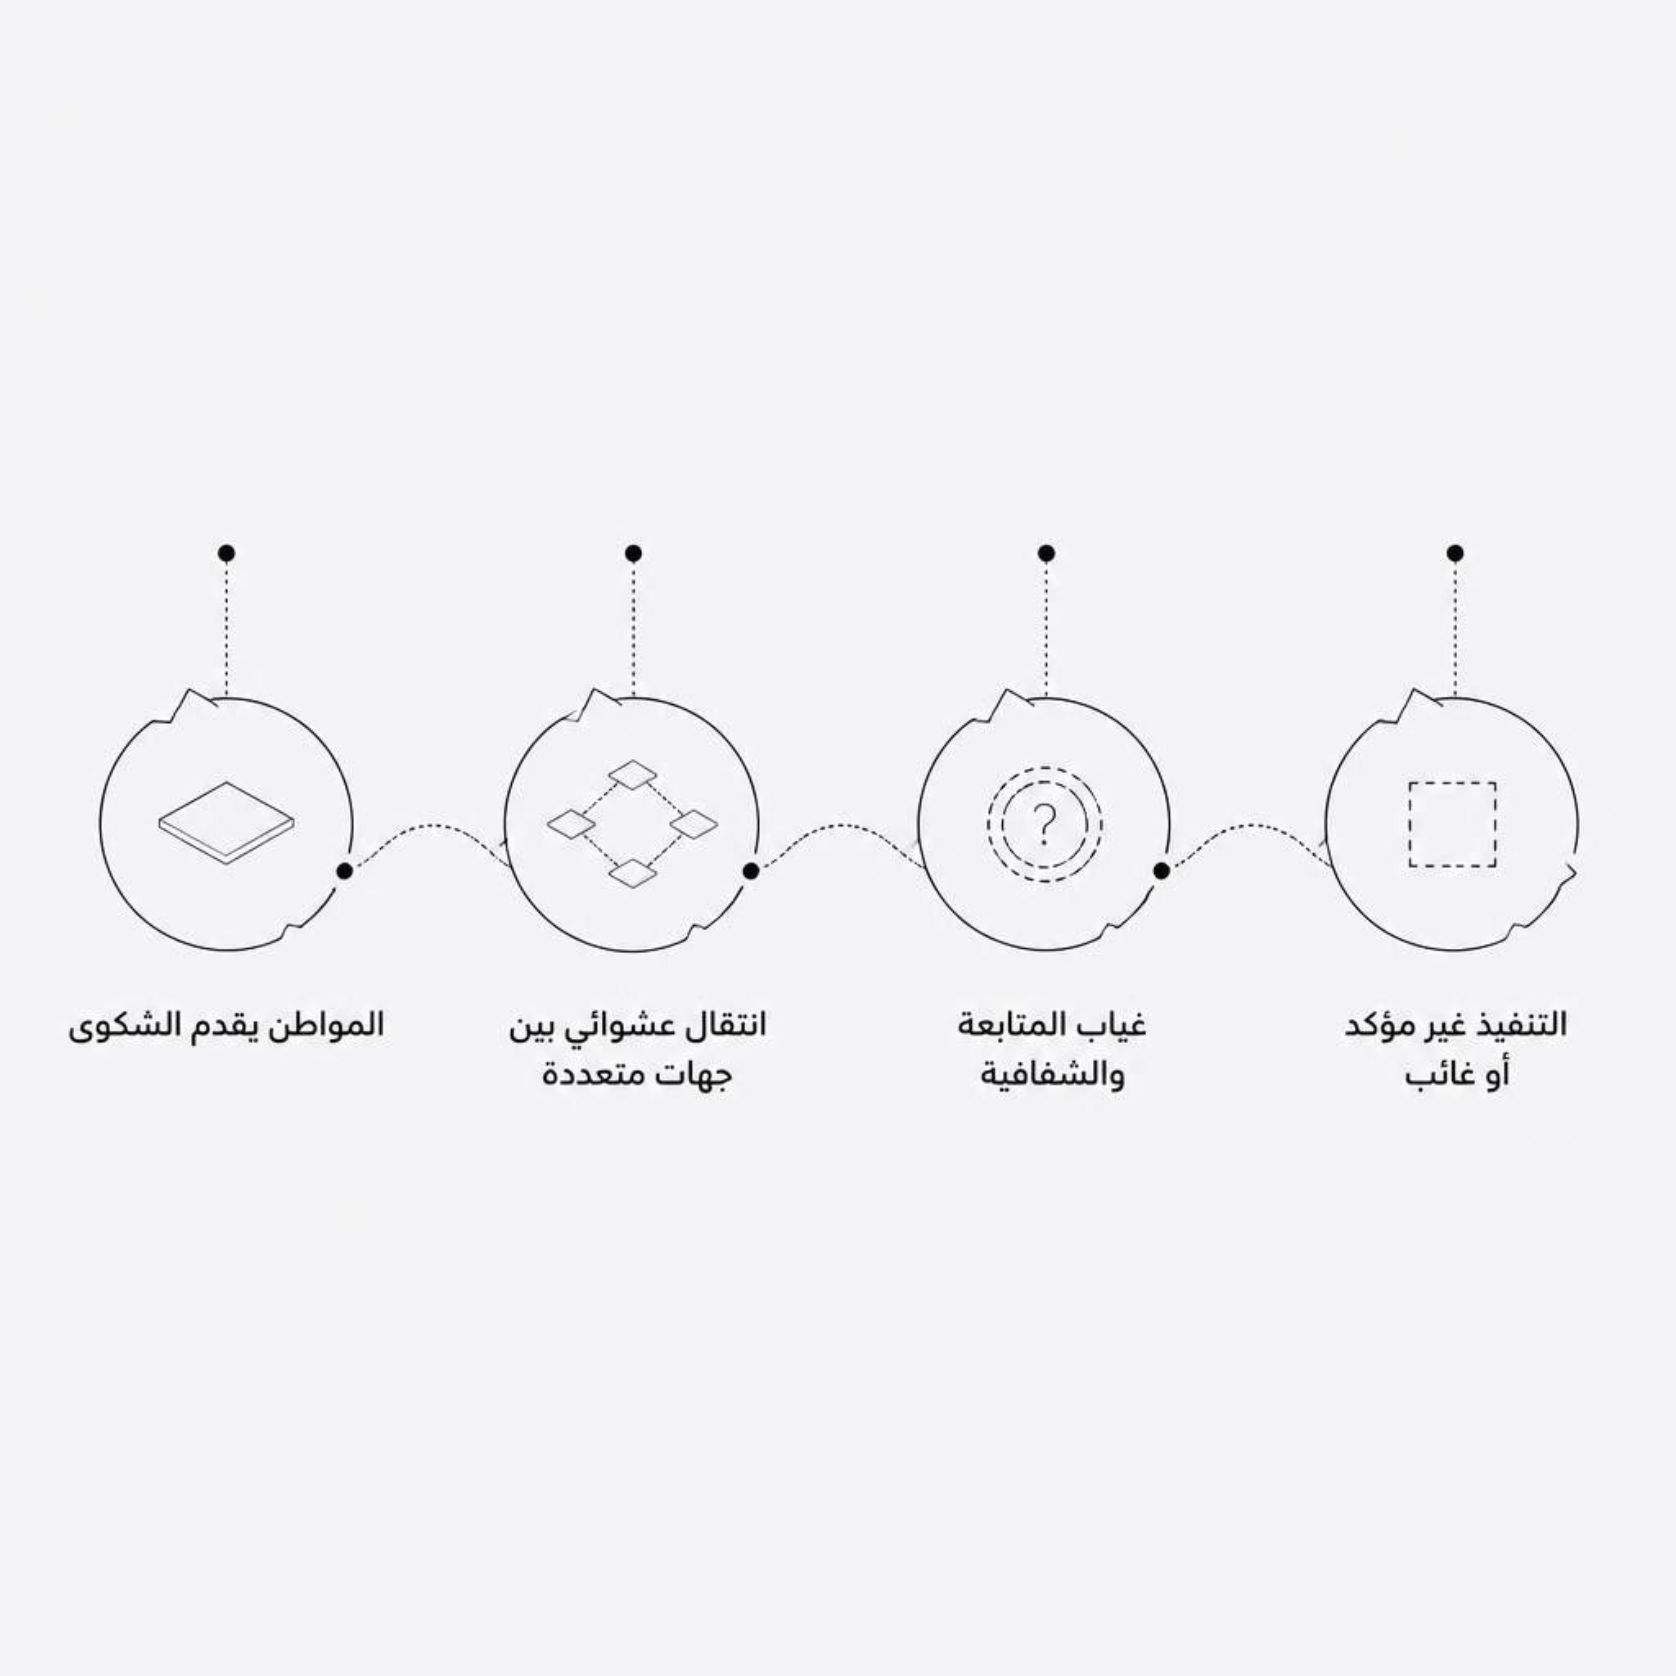 المواطن يقدم الشكوى
انتقال عشوائي بين
جهات متعددة
غياب المتابعة
والشفافية
التنفيذ غير مؤكد
أو غائب
?